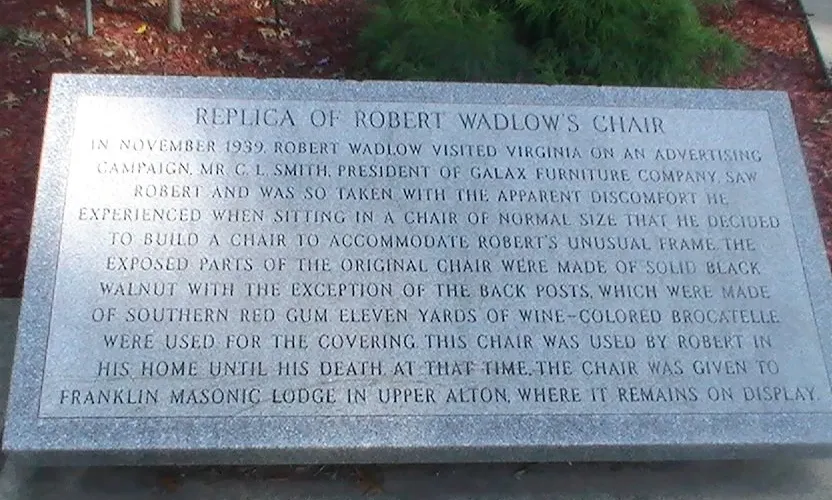 REPLICA OF ROBERT WADLOW'S CHAIR
IN NOVEMBER 1939, ROBERT WADLOW VISITED VIRGINIA ON AN ADVERTISING
CAMPAIGN. MR. C. L. SMITH, PRESIDENT OF GALAX FURNITURE COMPANY, SAW
ROBERT AND WAS SO TAKEN WITH THE APPARENT DISCOMFORT HE
EXPERIENCED WHEN SITTING IN A CHAIR OF NORMAL SIZE THAT HE DECIDED
TO BUILD A CHAIR TO ACCOMMODATE ROBERT'S UNUSUAL FRAME. THE
EXPOSED PARTS OF THE ORIGINAL CHAIR WERE MADE OF SOLID BLACK
WALNUT WITH THE EXCEPTION OF THE BACK POSTS, WHICH WERE MADE
OF SOUTHERN RED GUM ELEVEN YARDS OF WINE-COLORED BROCATELLE
WERE USED FOR THE COVERING. THIS CHAIR WAS USED BY ROBERT IN
HIS HOME UNTIL HIS DEATH. AT THAT TIME, THE CHAIR WAS GIVEN TO
FRANKLIN MASONIC LODGE IN UPPER ALTON, WHERE IT REMAINS ON DISPLAY.